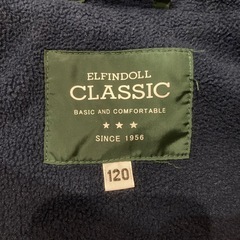 ELFINDOLL
CLASSIC
BASIC AND COMFORTABLE
★ ★ ★
SINCE 1956
120